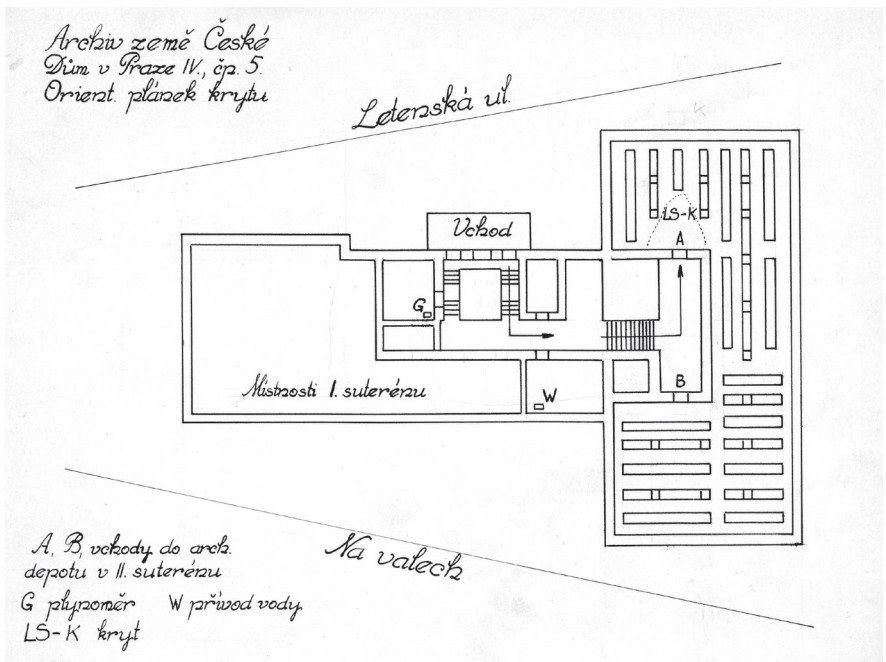 Archiv země České
Dům v Praze IV., čp. 5.
Orient. plánek krytu
Letenská ul.
Vchod
LS-K
A
G
Místnosti I. suterénu
W
B
Na valech
A, B, vchody do arch.
depotu v II. suterénu
G plynoměr W přívod vody
LS-K kryt